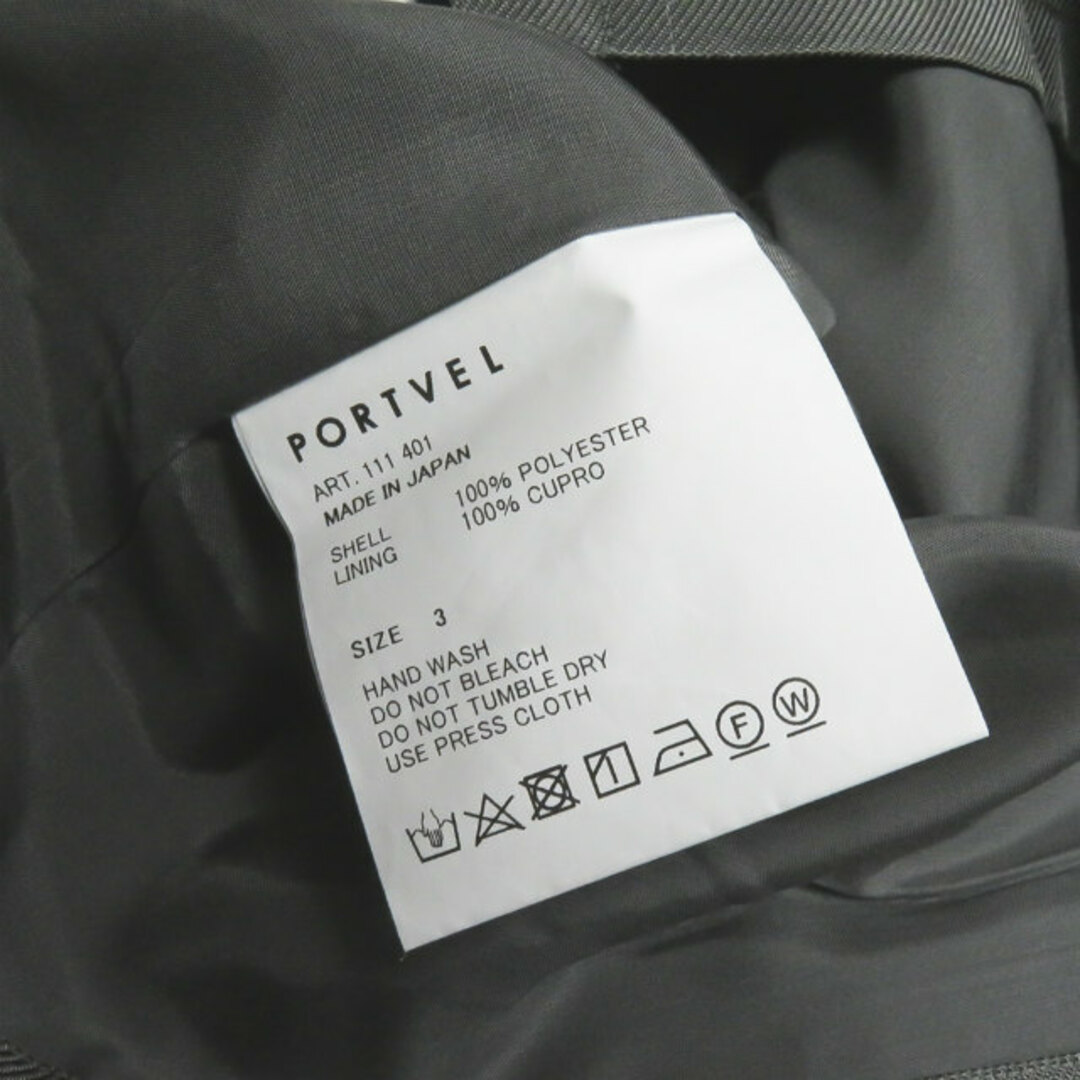 PORTVEL
ART. 111 401
MADE IN JAPAN
SHELL 100% POLYESTER
LINING 100% CUPRO
SIZE 3
HAND WASH
DO NOT BLEACH
DO NOT TUMBLE DRY
USE PRESS CLOTH
F W